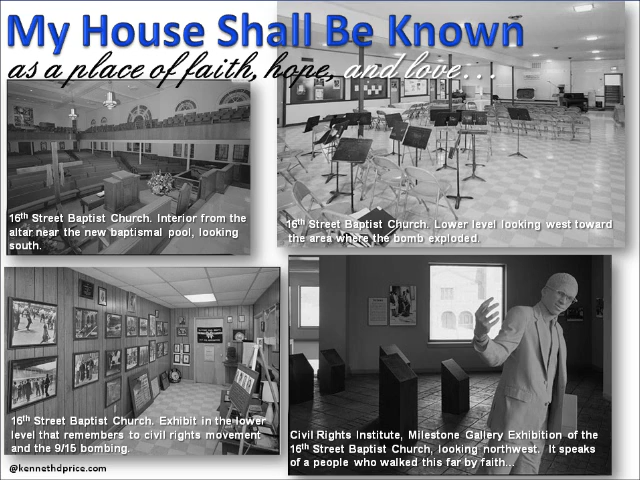 My House Shall Be Known
as a place of faith, hope, and love...
16th Street Baptist Church. Interior from the
altar near the new baptismal pool, looking
south.
16th Street Baptist Church. Lower level looking west toward
the area where the bomb exploded.
16th Street Baptist Church. Exhibit in the lower
level that remembers to civil rights movement
and the 9/15 bombing.
Civil Rights Institute, Milestone Gallery Exhibition of the
16th Street Baptist Church, looking northwest. It speaks
of a people who walked this far by faith...
@kennethdprice.com